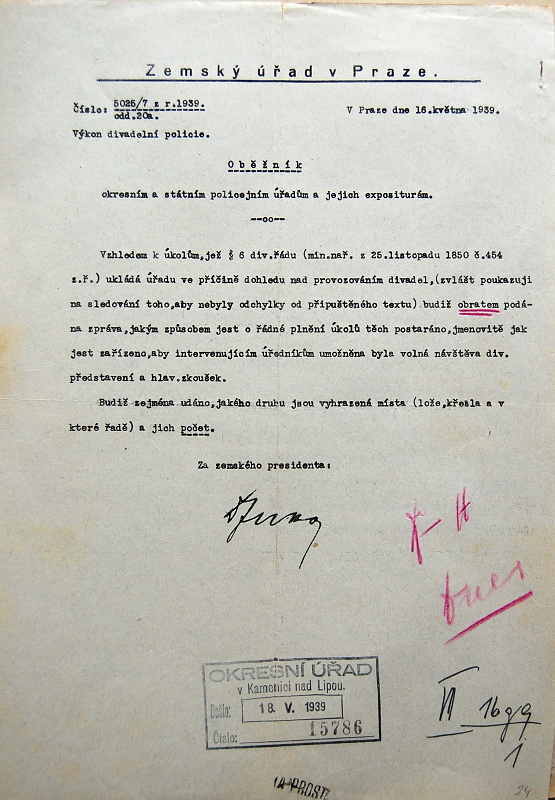 Zemský úřad v Praze.
Číslo: 5025/7 z r.1939.
odd.20a.
V Praze dne 16.května 1939.
Výkon divadelní policie.
Oběžník
okresním a státním policejním úřadům a jejich expositurám.
--oo--
Vzhledem k úkolům,jež § 6 div.řádu (min.nař. z 25.listopadu 1850 č.454
z.ř.) ukládá úřadu ve příčině dohledu nad provozováním divadel,(zvlášt poukazuji
na sledování toho,aby nebyly odchylky od připuštěného textu) budiž obratem podá-
na zpráva,jakým způsobem jest o řádné plnění úkolů těch postaráno,jmenovitě jak
jest zařízeno,aby intervenujícím úředníkům umožněna byla volná návštěva div.
představení a hlav.zkoušek.
Budiž zejména udáno,jakého druhu jsou vyhrazená místa (lože,křesla a v
které řadě) a jich počet.
Za zemského presidenta:
OKRESNÍ ÚŘAD
v Kamenici nad Lipou.
Došlo: 18. V. 1939
Číslo: 15786
VI 16
1
24